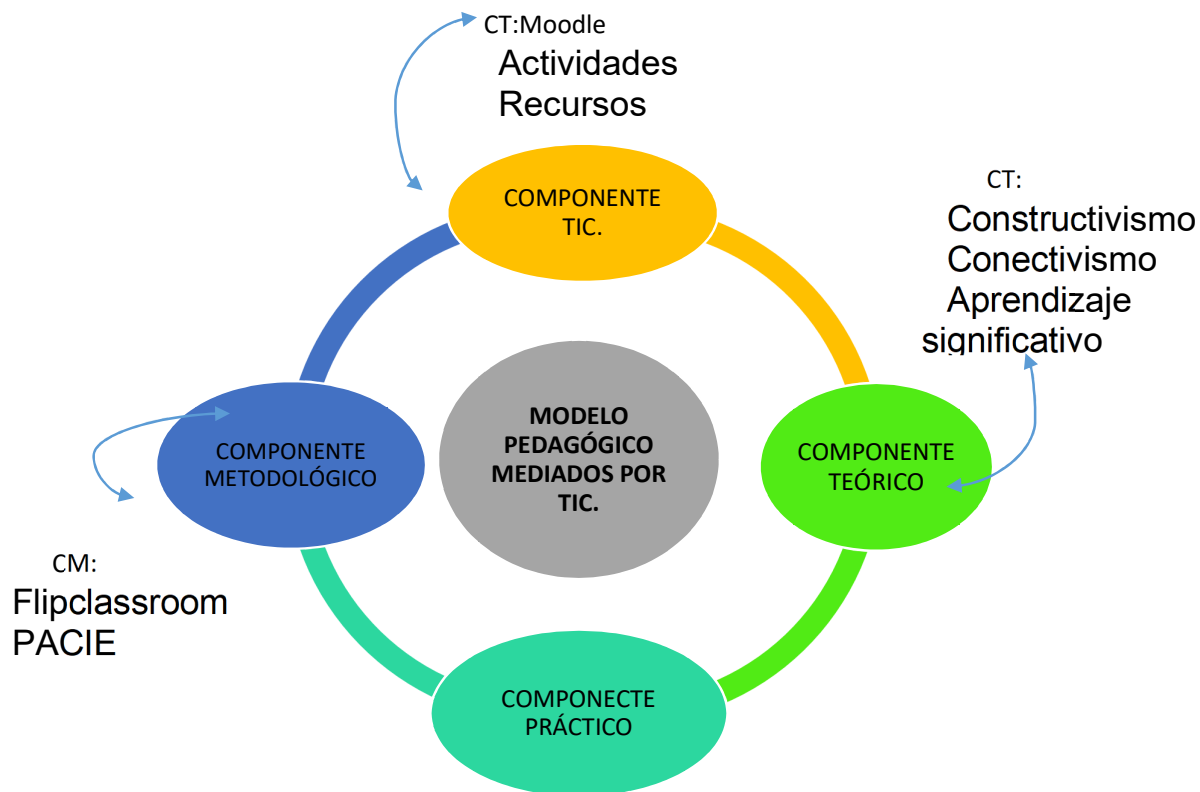 CT:Moodle
Actividades
Recursos
COMPONENTE
TIC.
CT:
Constructivismo
Conectivismo
Aprendizaje
significativo
MODELO
PEDAGÓGICO
MEDIADOS POR
TIC.
COMPONENTE
METODOLÓGICO
COMPONENTE
TEÓRICO
CM:
Flipclassroom
PACIE
COMPONECTE
PRÁCTICO